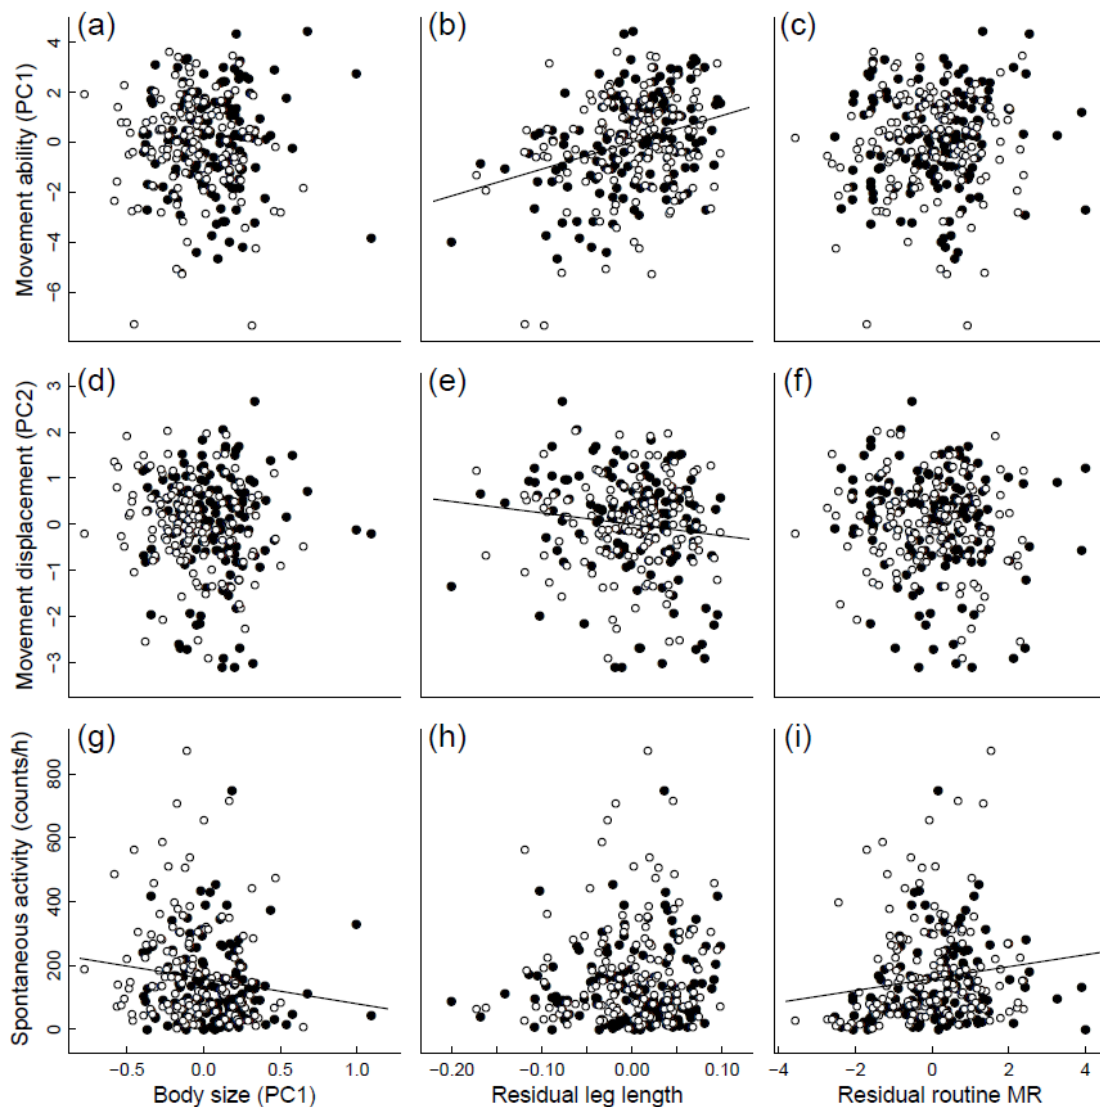 (a) (b) (c)
Movement ability (PC1)
4
2
0
−2
−4
−6
(d) (e) (f)
Movement displacement (PC2)
3
2
1
0
−1
−2
−3
(g) (h) (i)
Spontaneous activity (counts/h)
800
600
400
200
0
−0.5 0.0 0.5 1.0
Body size (PC1)
−0.20 −0.10 0.00 0.10
Residual leg length
−4 −2 0 2 4
Residual routine MR